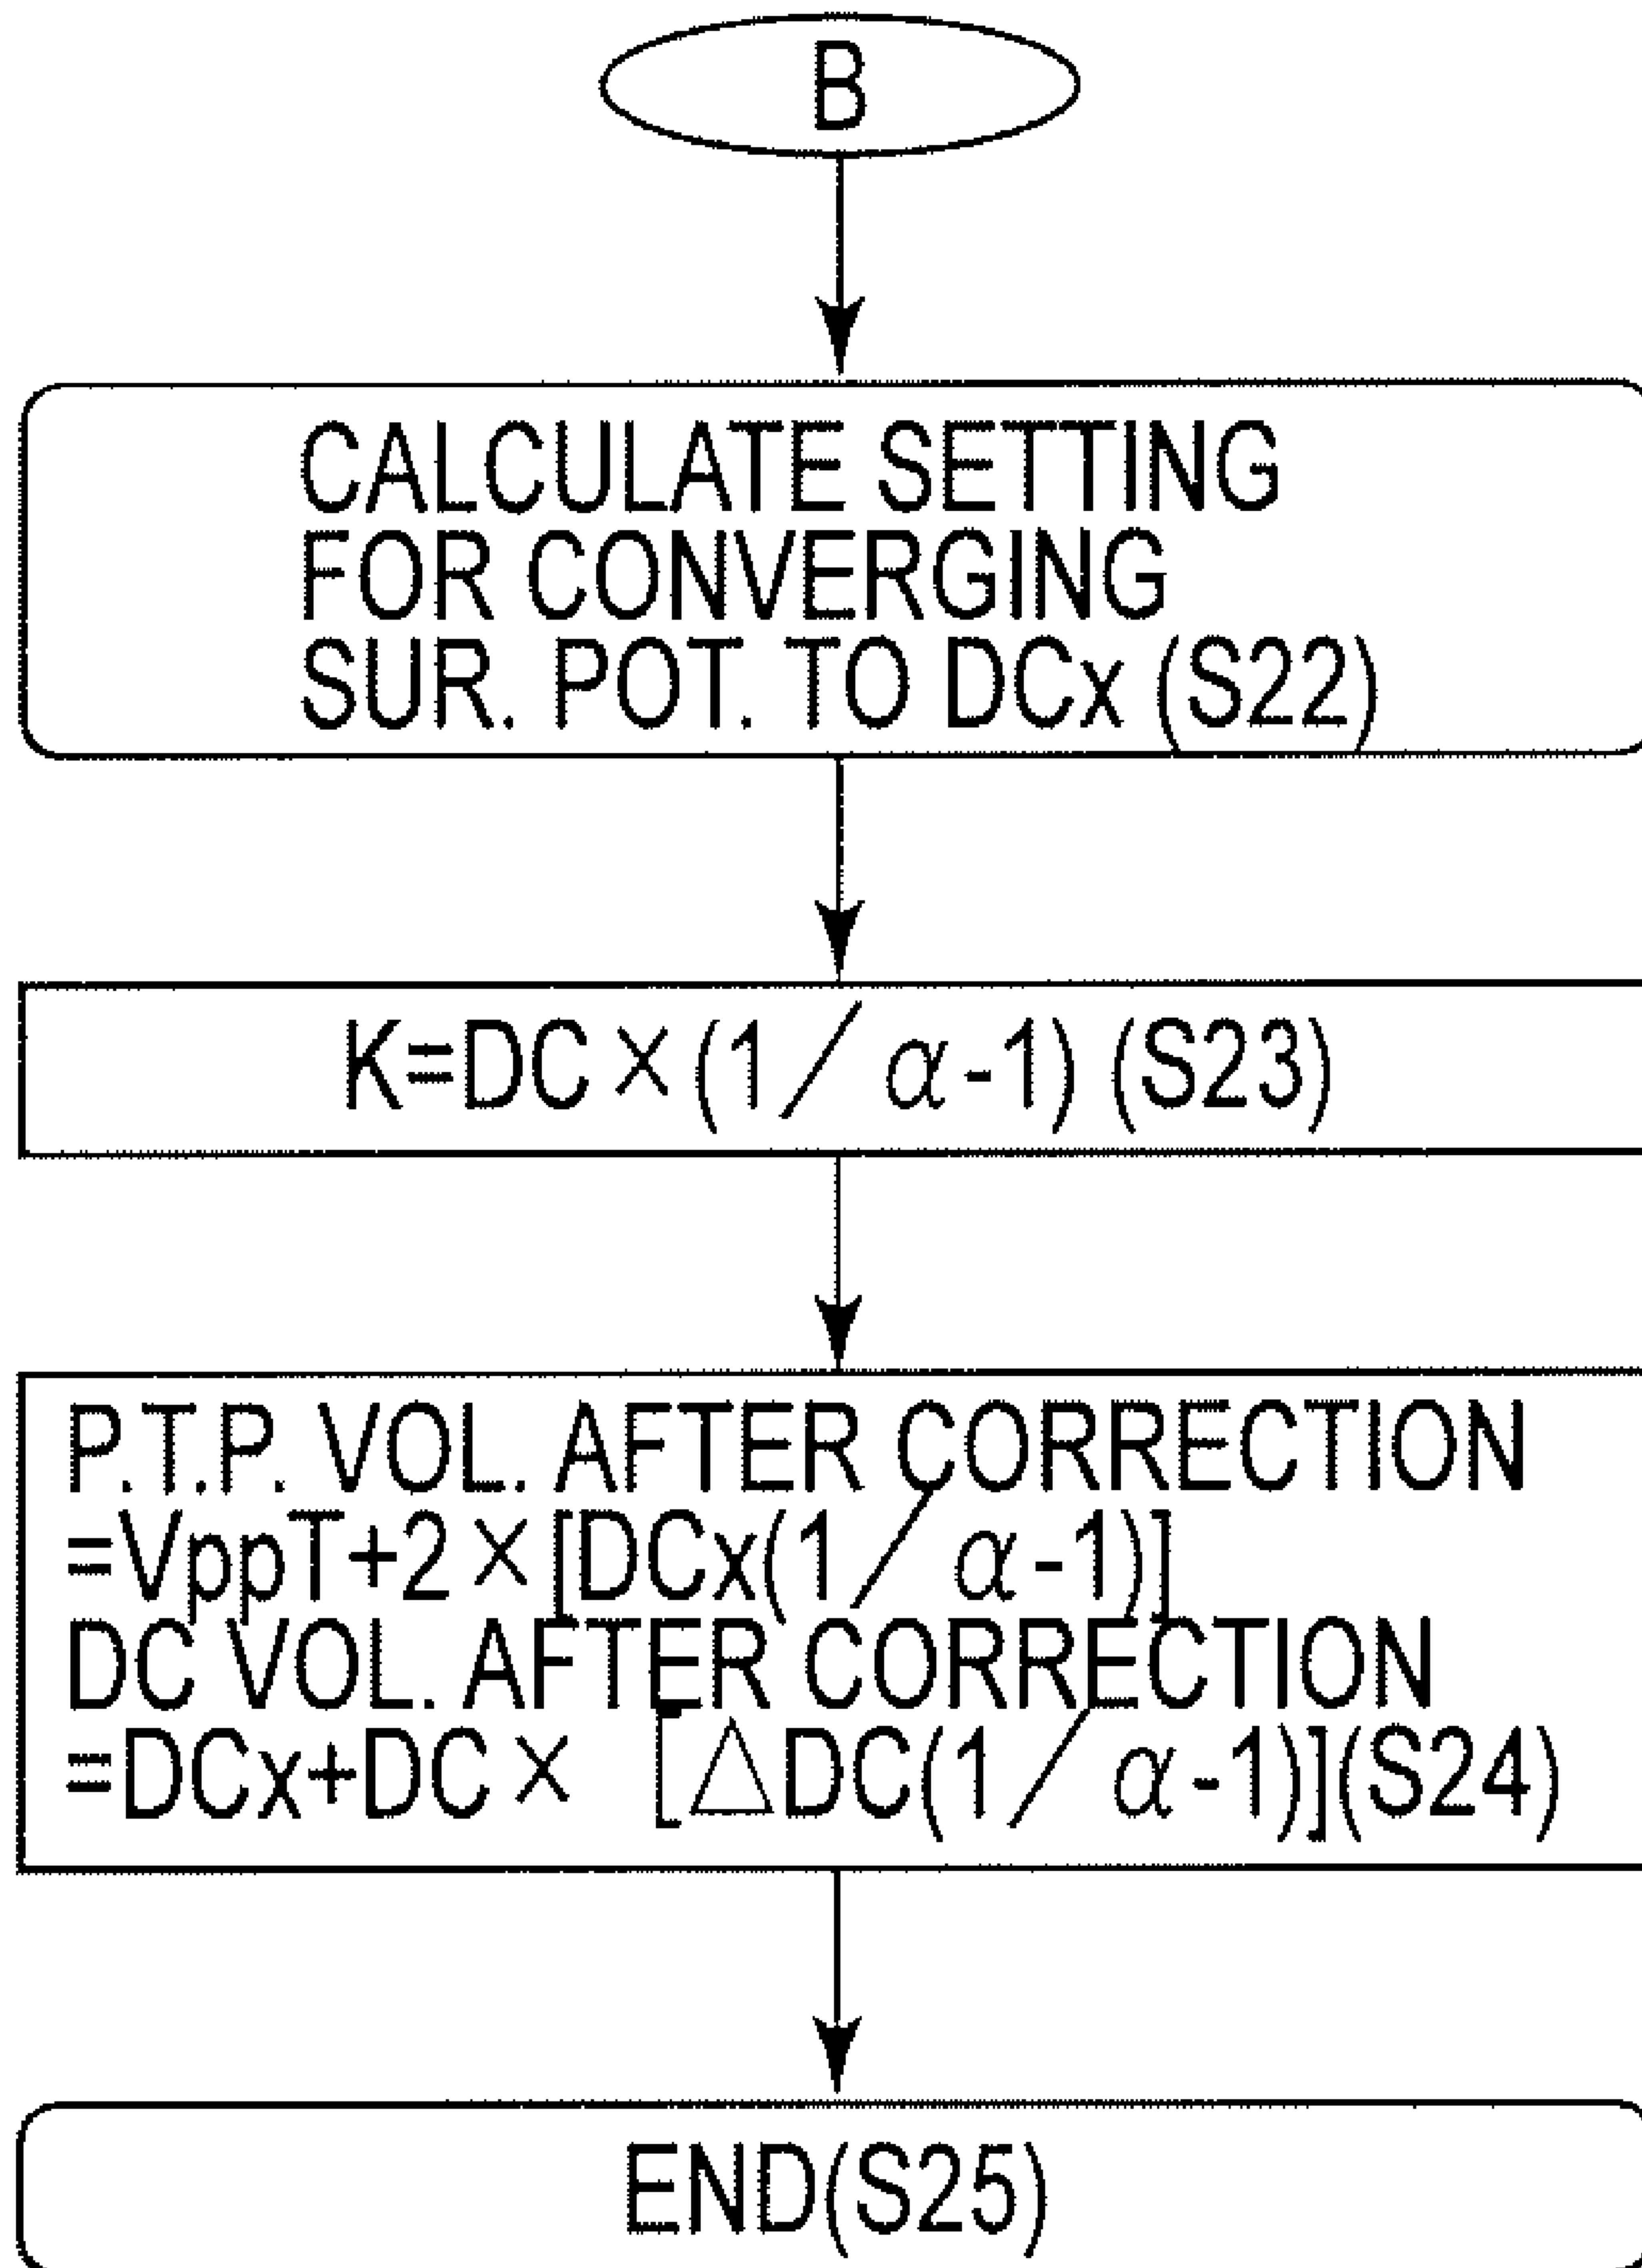 B
CALCULATE SETTING
FOR CONVERGING
SUR. POT. TO DCx (S22)
K=DC×(1/α-1) (S23)
P.T.P. VOL. AFTER CORRECTION
=VppT+2×[DCx(1/α-1)]
DC VOL. AFTER CORRECTION
=DCx+DC× [△DC(1/α-1)](S24)
END(S25)